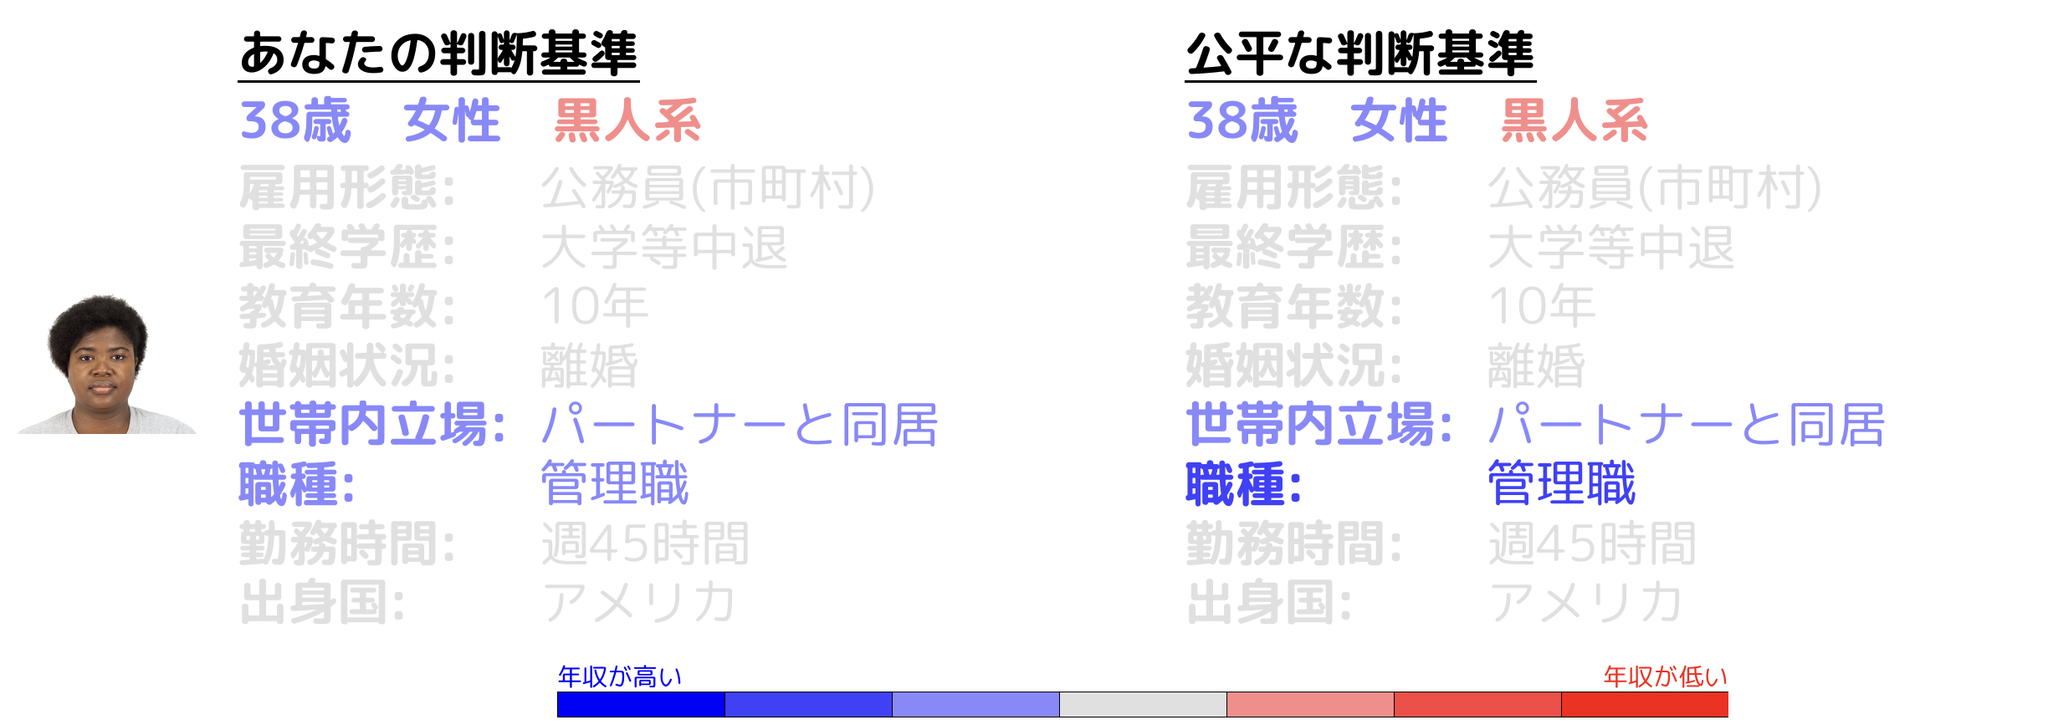 あなたの判断基準
38歳 女性 黒人系
雇用形態: 公務員(市町村)
最終学歴: 大学等中退
教育年数: 10年
婚姻状況: 離婚
世帯内立場: パートナーと同居
職種: 管理職
勤務時間: 週45時間
出身国: アメリカ
公平な判断基準
38歳 女性 黒人系
雇用形態: 公務員(市町村)
最終学歴: 大学等中退
教育年数: 10年
婚姻状況: 離婚
世帯内立場: パートナーと同居
職種: 管理職
勤務時間: 週45時間
出身国: アメリカ
年収が高い
年収が低い